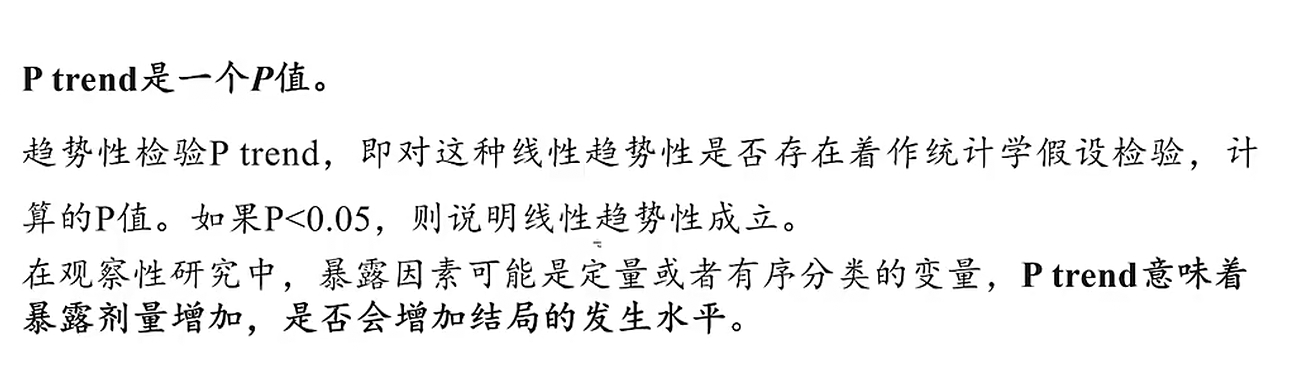 P trend是一个P值。
趋势性检验P trend，即对这种线性趋势性是否存在着作统计学假设检验，计
算的P值。如果P<0.05，则说明线性趋势性成立。
在观察性研究中，暴露因素可能是定量或者有序分类的变量，P trend意味着
暴露剂量增加，是否会增加结局的发生水平。